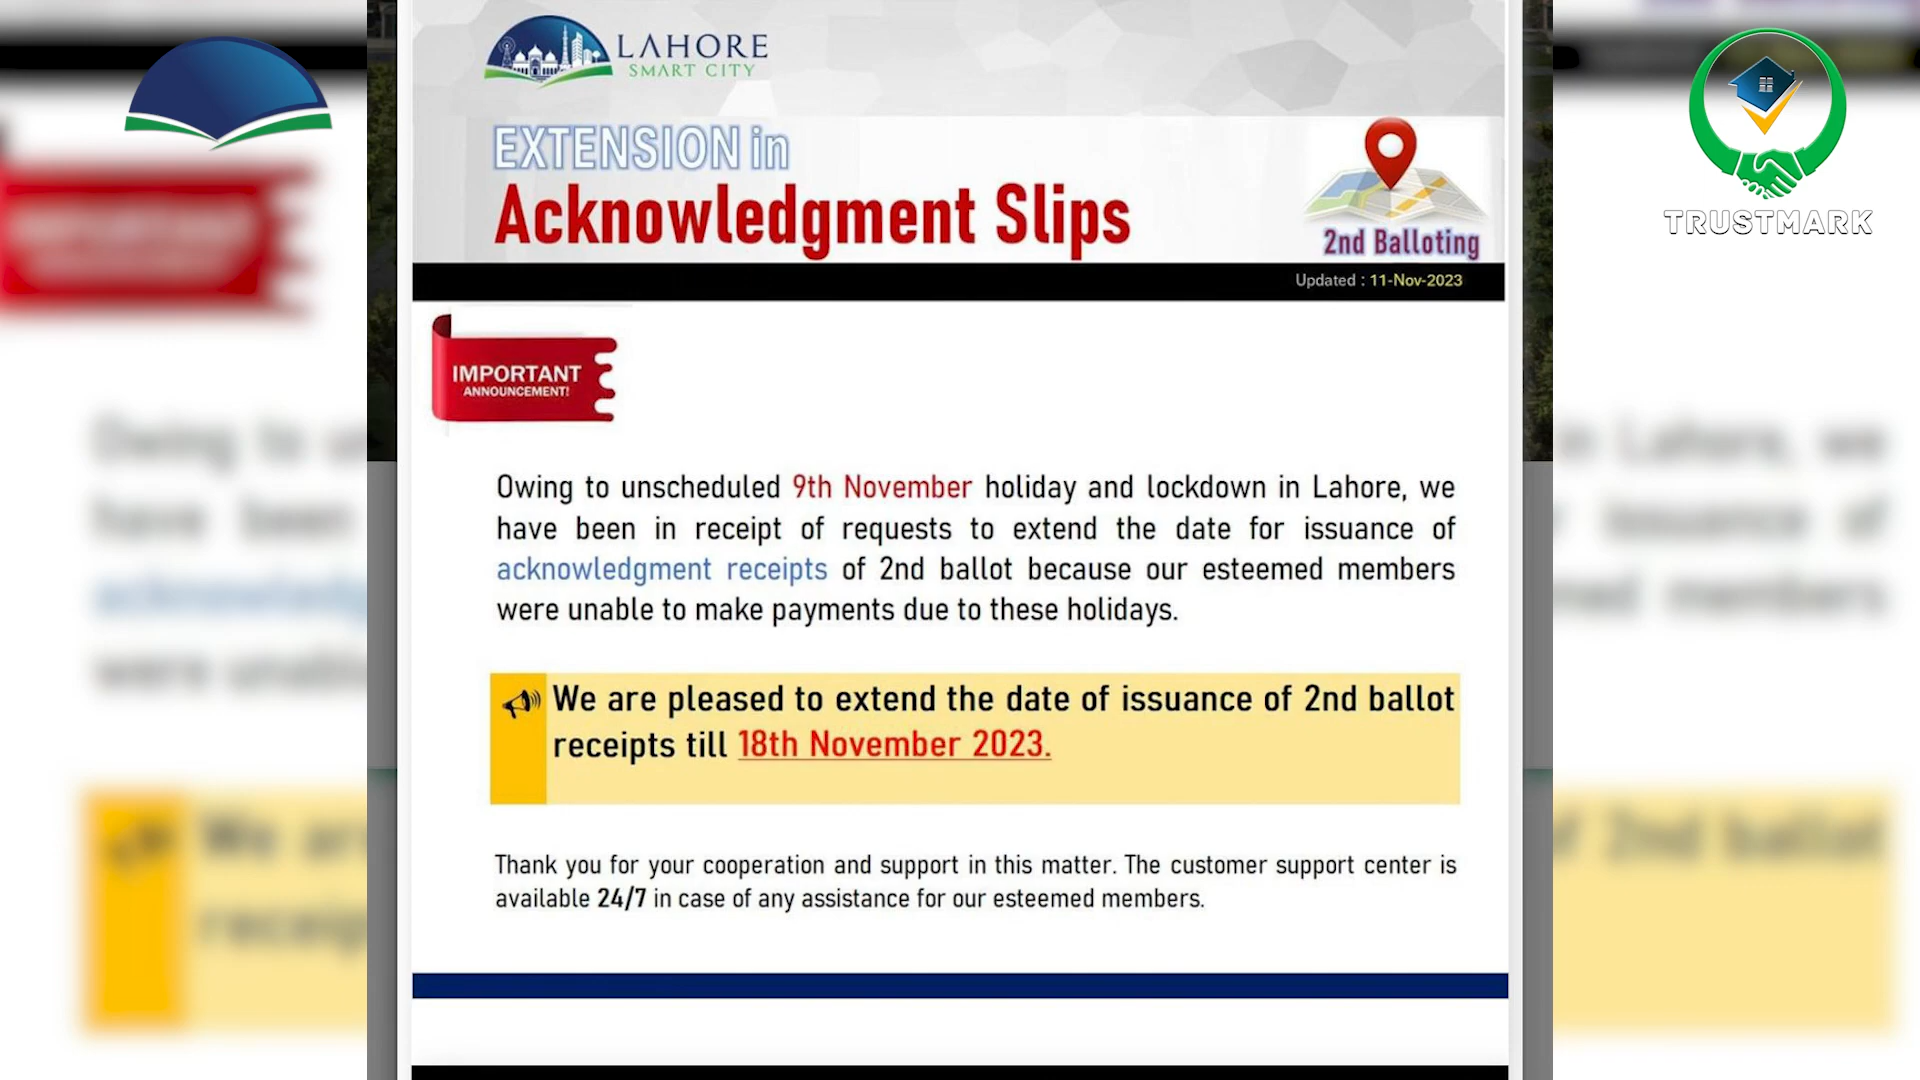 LAHORE
SMART CITY
EXTENSION in
Acknowledgment Slips
2nd Balloting
Updated : 11-Nov-2023
TRUSTMARK
IMPORTANT
ANNOUNCEMENT!
Owing to unscheduled 9th November holiday and lockdown in Lahore, we
have been in receipt of requests to extend the date for issuance of
acknowledgment receipts of 2nd ballot because our esteemed members
were unable to make payments due to these holidays.
We are pleased to extend the date of issuance of 2nd ballot
receipts till 18th November 2023.
Thank you for your cooperation and support in this matter. The customer support center is
available 24/7 in case of any assistance for our esteemed members.